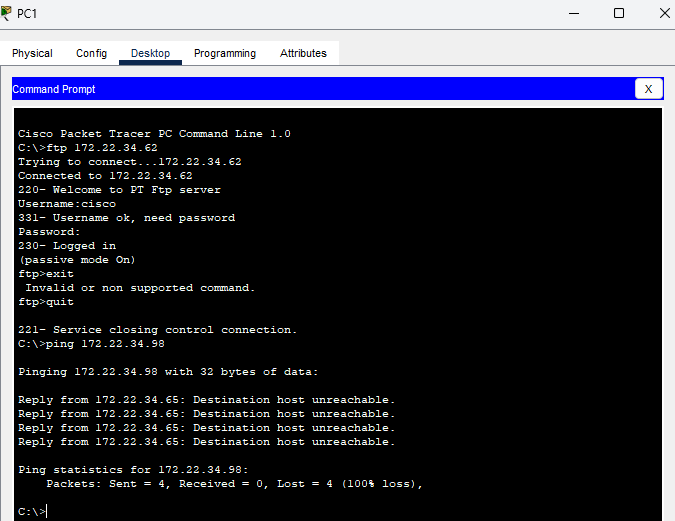 PC1
Physical Config Desktop Programming Attributes
Command Prompt X
Cisco Packet Tracer PC Command Line 1.0
C:\>ftp 172.22.34.62
Trying to connect...172.22.34.62
Connected to 172.22.34.62
220- Welcome to PT Ftp server
Username:cisco
331- Username ok, need password
Password:
230- Logged in
(passive mode On)
ftp>exit
Invalid or non supported command.
ftp>quit
221- Service closing control connection.
C:\>ping 172.22.34.98
Pinging 172.22.34.98 with 32 bytes of data:
Reply from 172.22.34.65: Destination host unreachable.
Reply from 172.22.34.65: Destination host unreachable.
Reply from 172.22.34.65: Destination host unreachable.
Reply from 172.22.34.65: Destination host unreachable.
Ping statistics for 172.22.34.98:
Packets: Sent = 4, Received = 0, Lost = 4 (100% loss),
C:\>